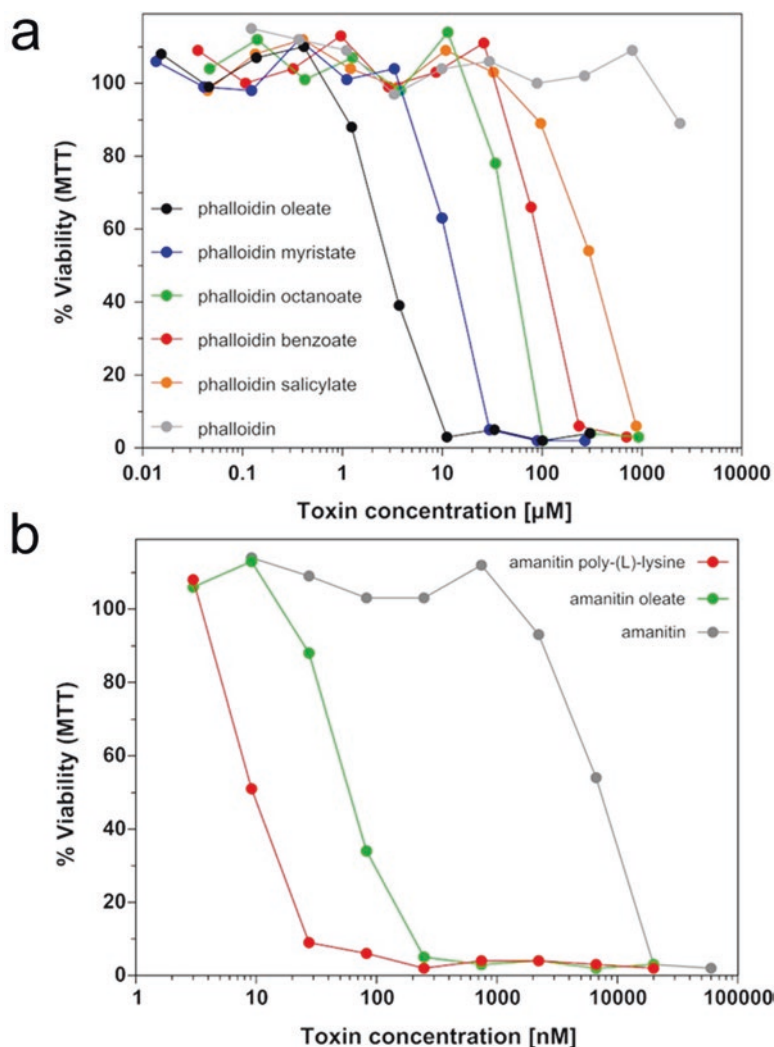 a
% Viability (MTT)
100
80
60
40
20
0
phalloidin oleate
phalloidin myristate
phalloidin octanoate
phalloidin benzoate
phalloidin salicylate
phalloidin
0.01 0.1 1 10 100 1000 10000
Toxin concentration [µM]
b
% Viability (MTT)
100
80
60
40
20
0
amanitin poly-(L)-lysine
amanitin oleate
amanitin
1 10 100 1000 10000 100000
Toxin concentration [nM]